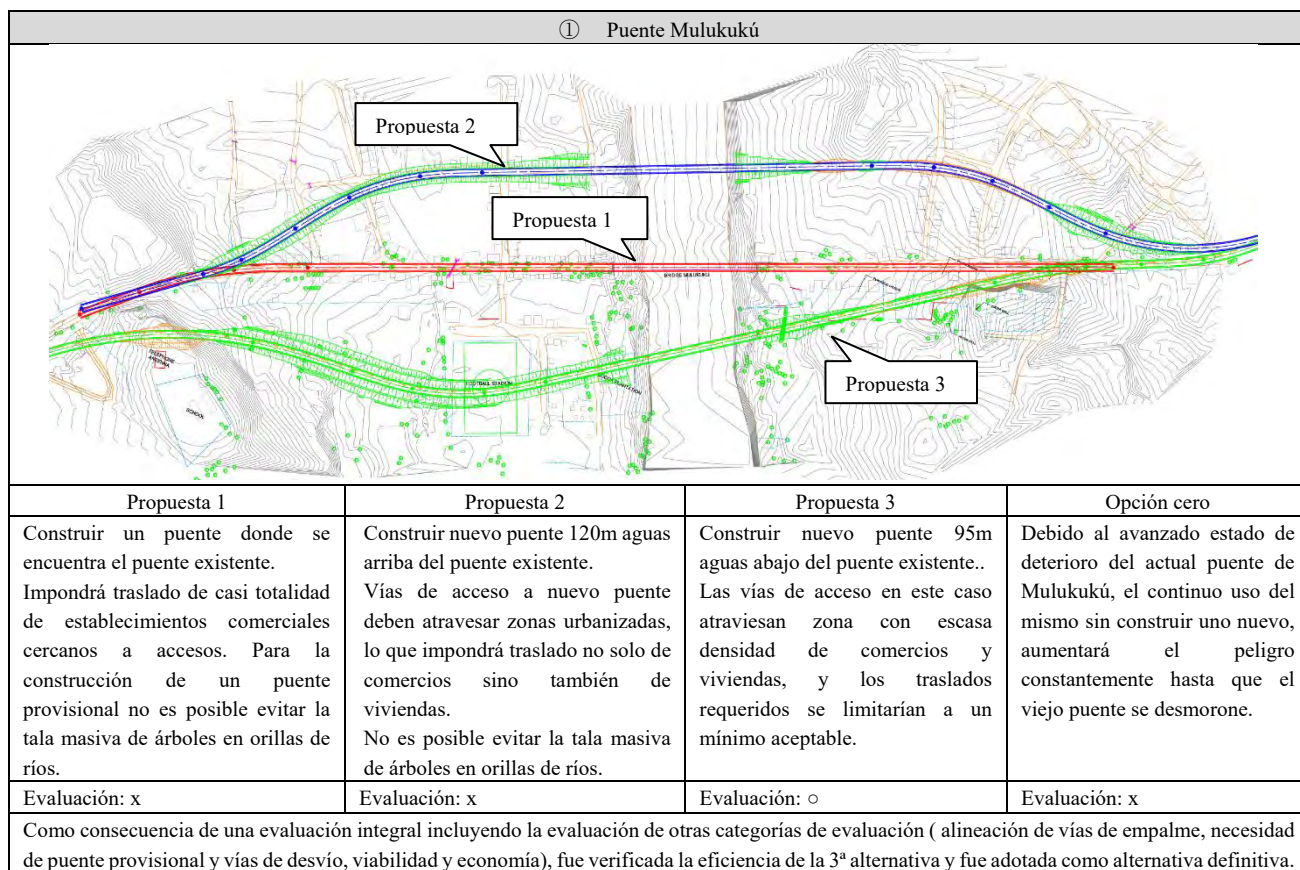 ① Puente Mulukukú
Propuesta 2
Propuesta 1
BRIDGE MULUKUKU
Propuesta 3
TELEPHONE
ANTENNA
FOOTBALL STADIUM
SCHOOL
Propuesta 1
Construir un puente donde se
encuentra el puente existente.
Impondrá traslado de casi totalidad
de establecimientos comerciales
cercanos a accesos. Para la
construcción de un puente
provisional no es posible evitar la
tala masiva de árboles en orillas de
ríos.
Evaluación: x
Propuesta 2
Construir nuevo puente 120m aguas
arriba del puente existente.
Vías de acceso a nuevo puente
deben atravesar zonas urbanizadas,
lo que impondrá traslado no solo de
comercios sino también de
viviendas.
No es posible evitar la tala masiva
de árboles en orillas de ríos.
Evaluación: x
Propuesta 3
Construir nuevo puente 95m
aguas abajo del puente existente..
Las vías de acceso en este caso
atraviesan zona con escasa
densidad de comercios y
viviendas, y los traslados
requeridos se limitarían a un
mínimo aceptable.
Evaluación: ○
Opción cero
Debido al avanzado estado de
deterioro del actual puente de
Mulukukú, el continuo uso del
mismo sin construir uno nuevo,
aumentará el peligro
constantemente hasta que el
viejo puente se desmorone.
Evaluación: x
Como consecuencia de una evaluación integral incluyendo la evaluación de otras categorías de evaluación ( alineación de vías de empalme, necesidad
de puente provisional y vías de desvío, viabilidad y economía), fue verificada la eficiencia de la 3ª alternativa y fue adotada como alternativa definitiva.